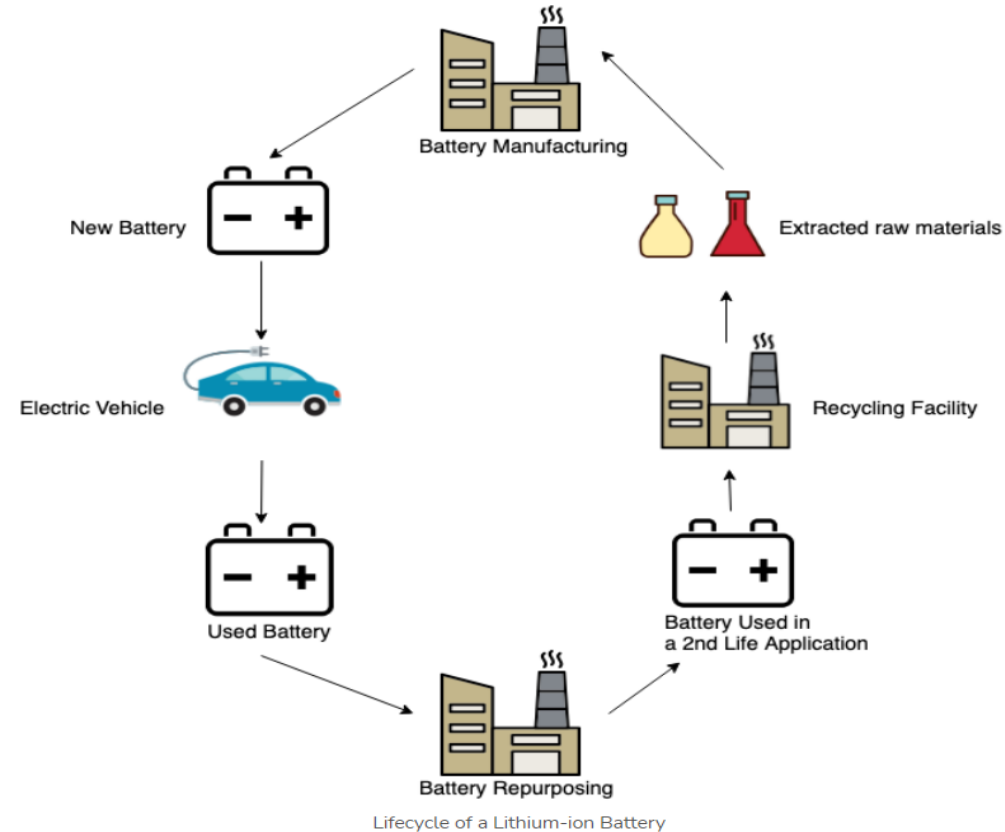 Battery Manufacturing
New Battery
Extracted raw materials
Electric Vehicle
Recycling Facility
Used Battery
Battery Used in
a 2nd Life Application
Battery Repurposing
Lifecycle of a Lithium-ion Battery